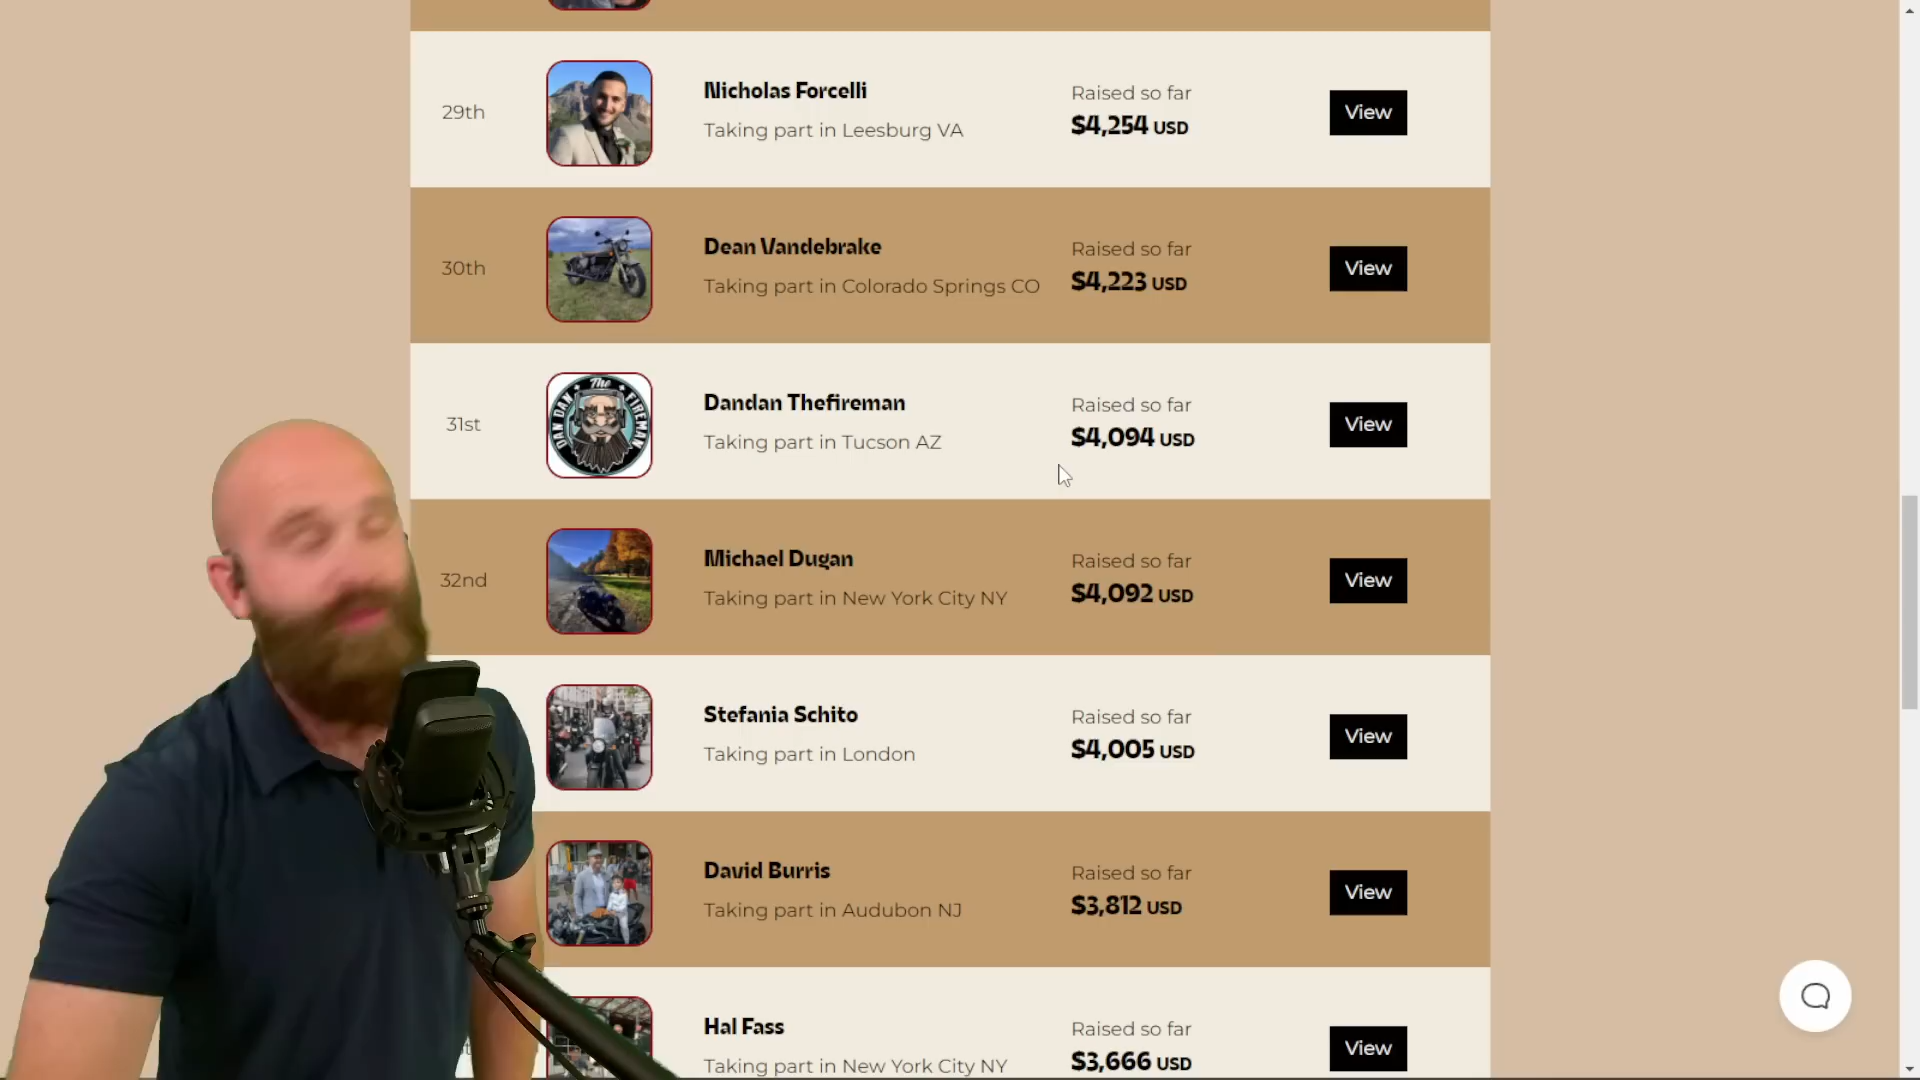 29th
Nicholas Forcelli
Taking part in Leesburg VA
Raised so far
$4,254 USD
View
30th
Dean Vandebrake
Taking part in Colorado Springs CO
Raised so far
$4,223 USD
View
31st
The
DAN DAN
FIREMAN
Dandan Thefireman
Taking part in Tucson AZ
Raised so far
$4,094 USD
View
32nd
Michael Dugan
Taking part in New York City NY
Raised so far
$4,092 USD
View
Stefania Schito
Taking part in London
Raised so far
$4,005 USD
View
David Burris
Taking part in Audubon NJ
Raised so far
$3,812 USD
View
Hal Fass
Taking part in New York City NY
Raised so far
$3,666 USD
View